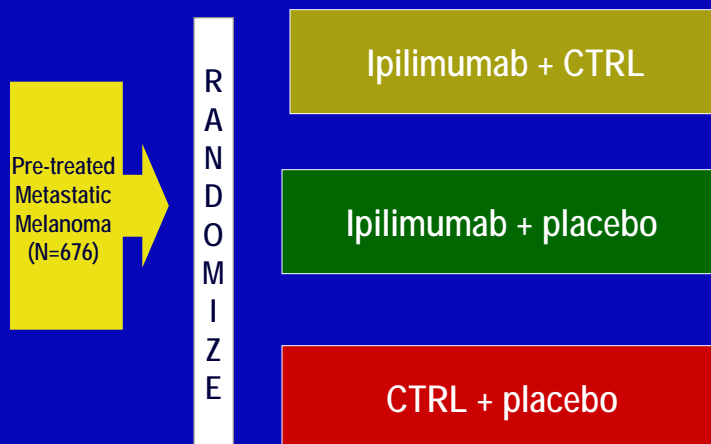 Pre-treated
Metastatic
Melanoma
(N=676)
R
A
N
D
O
M
I
Z
E
Ipilimumab + CTRL
Ipilimumab + placebo
CTRL + placebo